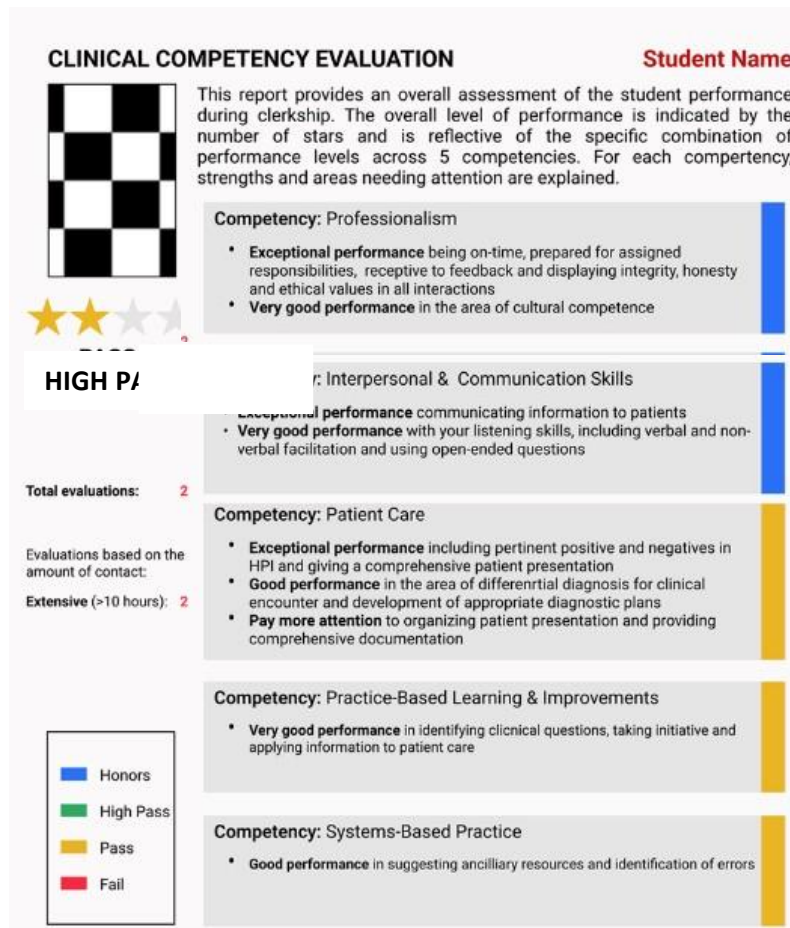 CLINICAL COMPETENCY EVALUATION
Student Name
This report provides an overall assessment of the student performance
during clerkship. The overall level of performance is indicated by the
number of stars and is reflective of the specific combination of
performance levels across 5 competencies. For each compertency,
strengths and areas needing attention are explained.
Competency: Professionalism
• Exceptional performance being on-time, prepared for assigned
responsibilities, receptive to feedback and displaying integrity, honesty
and ethical values in all interactions
• Very good performance in the area of cultural competence
HIGH PA
y: Interpersonal & Communication Skills
• Exceptional performance communicating information to patients
• Very good performance with your listening skills, including verbal and non-
verbal facilitation and using open-ended questions
Total evaluations: 2
Evaluations based on the
amount of contact:
Extensive (>10 hours): 2
Competency: Patient Care
• Exceptional performance including pertinent positive and negatives in
HPI and giving a comprehensive patient presentation
• Good performance in the area of differenrtial diagnosis for clinical
encounter and development of appropriate diagnostic plans
• Pay more attention to organizing patient presentation and providing
comprehensive documentation
Competency: Practice-Based Learning & Improvements
• Very good performance in identifying clicnical questions, taking initiative and
applying information to patient care
Competency: Systems-Based Practice
• Good performance in suggesting ancilliary resources and identification of errors
Honors
High Pass
Pass
Fail